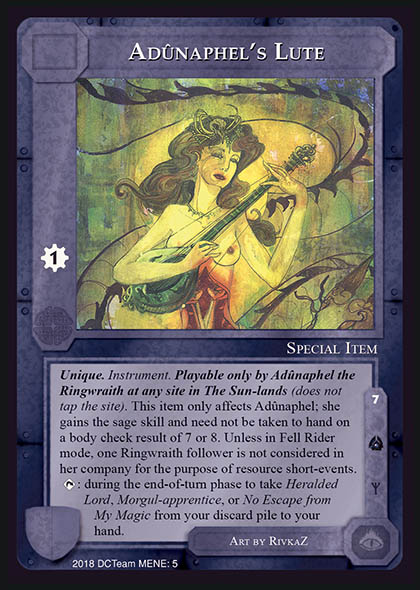 Adûnaphel's Lute
1
Special Item
Unique. Instrument. Playable only by Adûnaphel the
Ringwraith at any site in The Sun-lands (does not
tap the site). This item only affects Adûnaphel; she
gains the sage skill and need not be taken to hand on
a body check result of 7 or 8. Unless in Fell Rider
mode, one Ringwraith follower is not considered in
her company for the purpose of resource short-events.
: during the end-of-turn phase to take Heralded
Lord, Morgul-apprentice, or No Escape from
My Magic from your discard pile to your
hand.
7
Art by RivkaZ
2018 DCTeam MENE: 5